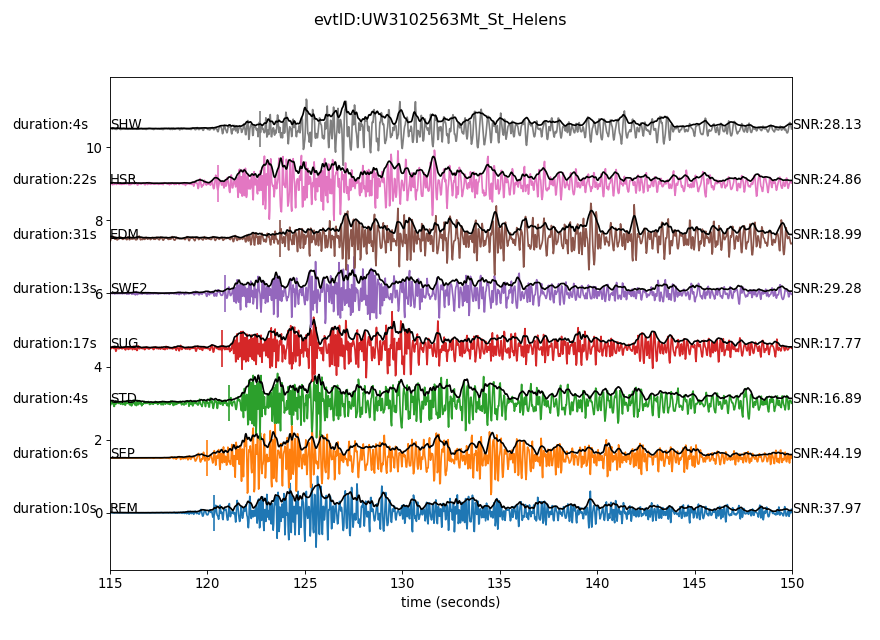 evtID:UW3102563Mt_St_Helens
duration:4s SHW SNR:28.13
10
duration:22s HSR SNR:24.86
8
duration:31s EDM SNR:18.99
duration:13s SWF2 SNR:29.28
6
duration:17s SUG SNR:17.77
4
duration:4s STD SNR:16.89
2
duration:6s SEP SNR:44.19
duration:10s 0 REM SNR:37.97
115 120 125 130 135 140 145 150
time (seconds)